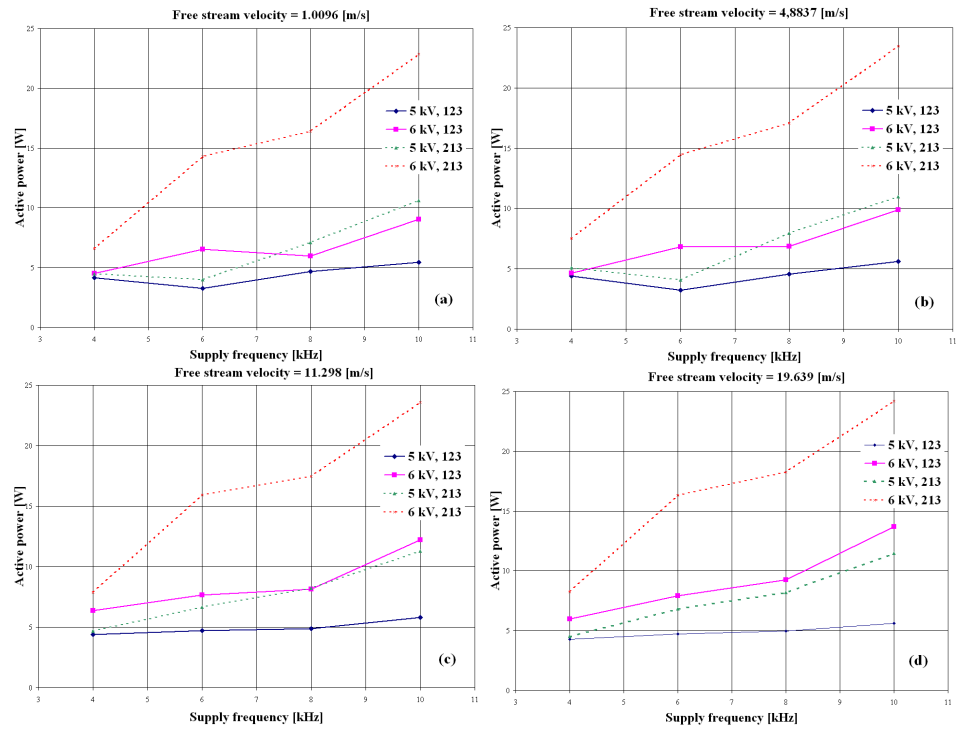 Free stream velocity = 1.0096 [m/s]
25
20
15
10
5
0
Active power [W]
5 kV, 123
6 kV, 123
5 kV, 213
6 kV, 213
(a)
3 4 5 6 7 8 9 10 11
Supply frequency [kHz]
Free stream velocity = 4,8837 [m/s]
25
20
15
10
5
0
Active power [W]
5 kV, 123
6 kV, 123
5 kV, 213
6 kV, 213
(b)
3 4 5 6 7 8 9 10 11
Supply frequency [kHz]
Free stream velocity = 11.298 [m/s]
25
20
15
10
5
0
Active power [W]
5 kV, 123
6 kV, 123
5 kV, 213
6 kV, 213
(c)
3 4 5 6 7 8 9 10 11
Supply frequency [kHz]
Free stream velocity = 19.639 [m/s]
25
20
15
10
5
0
Active power [W]
5 kV, 123
6 kV, 123
5 kV, 213
6 kV, 213
(d)
3 4 5 6 7 8 9 10 11
Supply frequency [kHz]